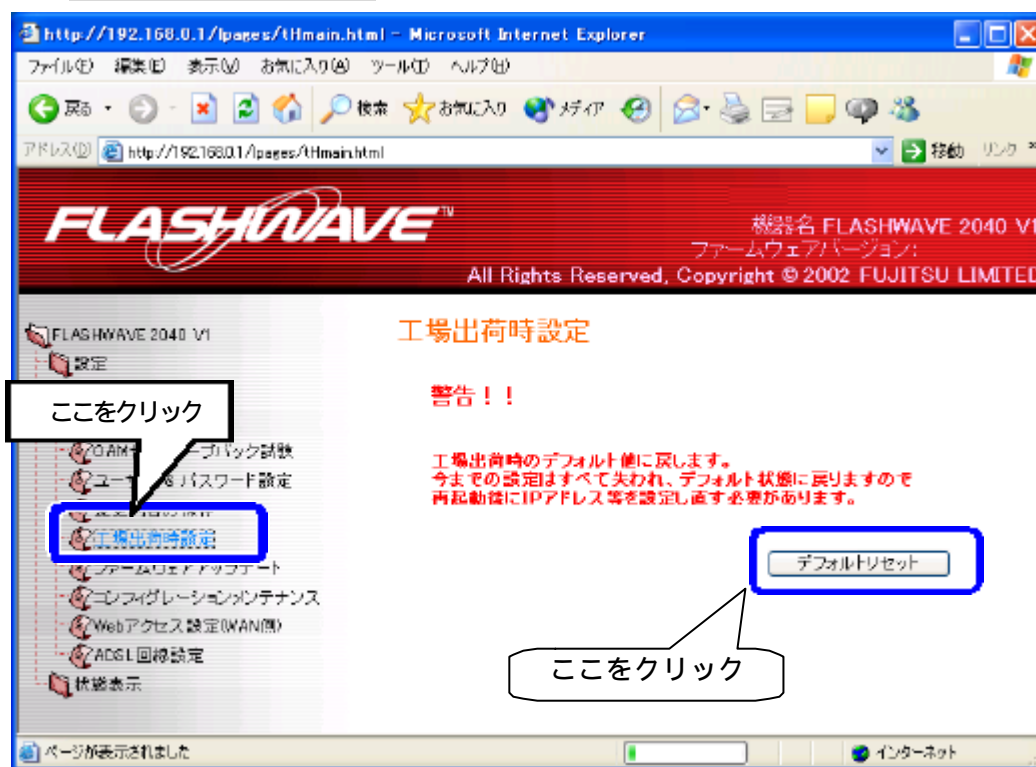 http://192.168.0.1/lpages/tHmain.html - Microsoft Internet Explorer
ファイル(F) 編集(E) 表示(V) お気に入り(A) ツール(T) ヘルプ(H)
戻る 検索 お気に入り メディア
アドレス(D) http://192.168.0.1/lpages/tHmain.html 移動 リンク »
FLASHWAVE™
機器名 FLASHWAVE 2040 V1
ファームウェアバージョン:
All Rights Reserved, Copyright © 2002 FUJITSU LIMITED
FLASHWAVE 2040 V1
設定
ここをクリック
OAM ープバック試験
ユーザ パスワード設定
工場出荷時設定
ファームウェアアップデート
コンフィグレーションメンテナンス
Webアクセス設定(WAN側)
ADSL回線設定
状態表示
工場出荷時設定
警告！！
工場出荷時のデフォルト値に戻します。
今までの設定はすべて失われ、デフォルト状態に戻りますので
再起動後にIPアドレス等を設定し直す必要があります。
デフォルトリセット
ここをクリック
ページが表示されました インターネット